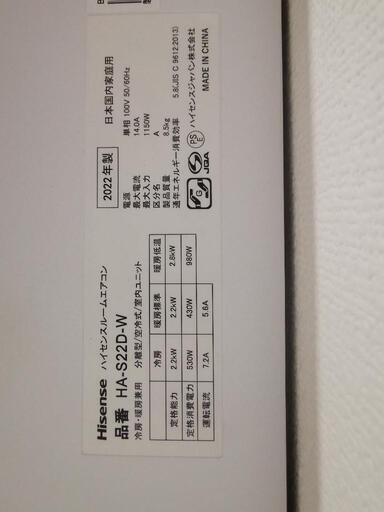 Hisense ハイセンスルームエアコン
品番 HA-S22D-W
冷房・暖房兼用 分離型/空冷式/室内ユニット
冷房 暖房標準 暖房低温
定格能力 2.2kW 2.2kW 2.8kW
定格消費電力 530W 430W 980W
運転電流 7.2A 5.6A
2022年製 日本国内家庭用
電源 単相 100V 50/60Hz
最大電流 14.0A
最大入力 1150W
区分名 A
製品質量 8.5kg
通年エネルギー消費効率 5.8(JIS C 9612:2013)
PS
E
JQA
ハイセンスジャパン株式会社
MADE IN CHINA